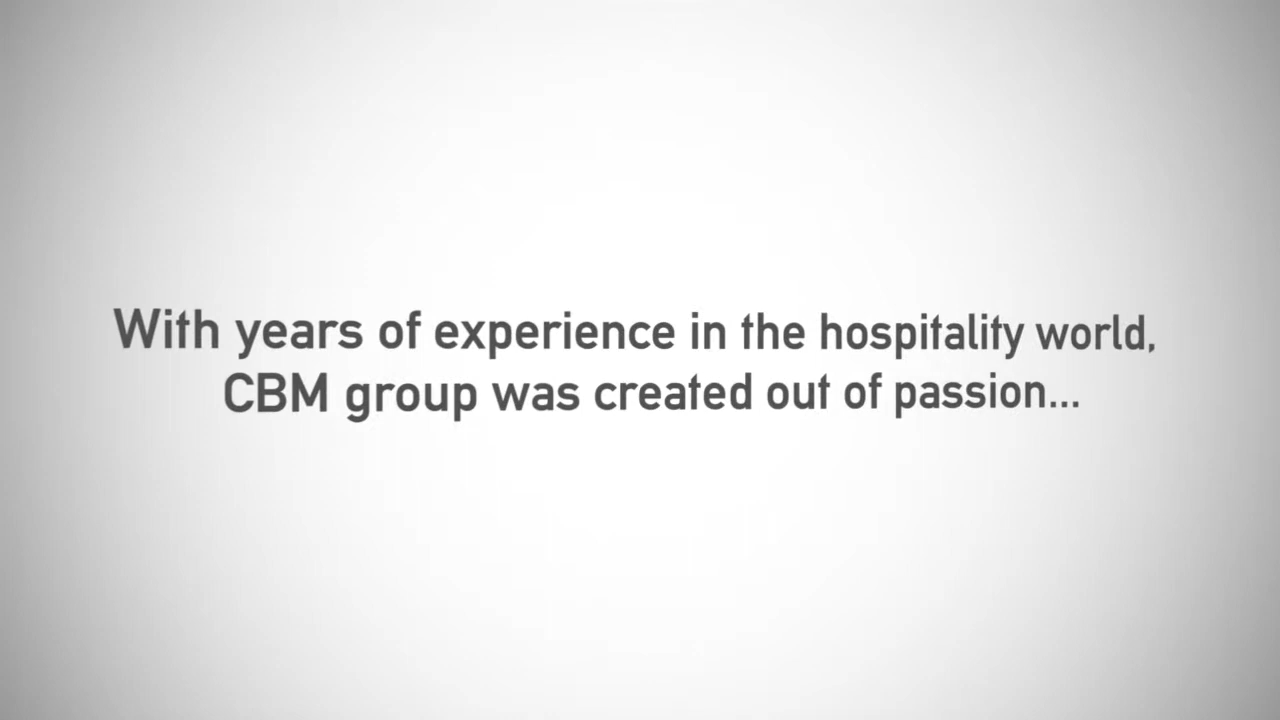 With years of experience in the hospitality world,
CBM group was created out of passion...